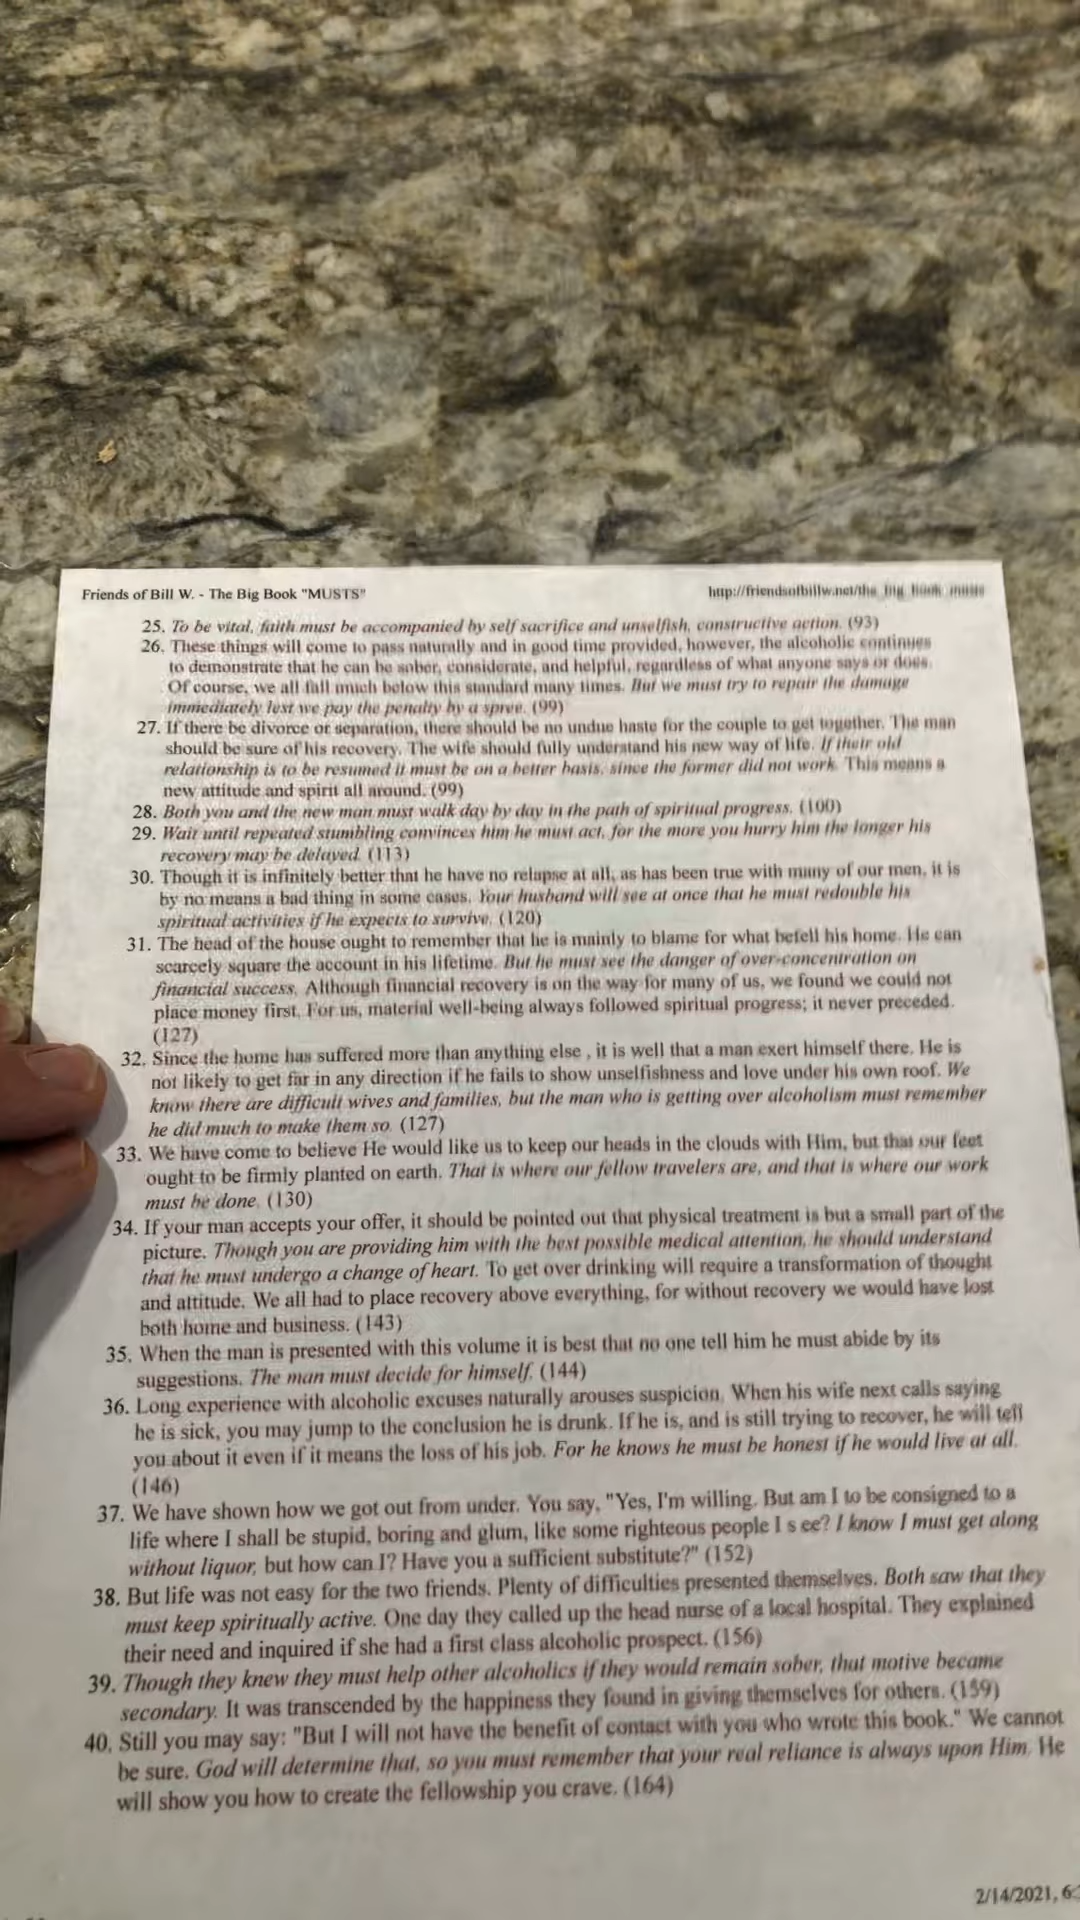 Friends of Bill W. - The Big Book "MUSTS"
http://friendsofbillw.net/the_big_book_musts
25. To be vital, faith must be accompanied by self sacrifice and unselfish, constructive action. (93)
26. These things will come to pass naturally and in good time provided, however, the alcoholic continues
to demonstrate that he can be sober, considerate, and helpful, regardless of what anyone says or does.
Of course, we all fall much below this standard many times. But we must try to repair the damage
immediately lest we pay the penalty by a spree. (99)
27. If there be divorce or separation, there should be no undue haste for the couple to get together. The man
should be sure of his recovery. The wife should fully understand his new way of life. If their old
relationship is to be resumed it must be on a better basis, since the former did not work. This means a
new attitude and spirit all around. (99)
28. Both you and the new man must walk day by day in the path of spiritual progress. (100)
29. Wait until repeated stumbling convinces him he must act, for the more you hurry him the longer his
recovery may be delayed. (113)
30. Though it is infinitely better that he have no relapse at all, as has been true with many of our men, it is
by no means a bad thing in some cases. Your husband will see at once that he must redouble his
spiritual activities if he expects to survive. (120)
31. The head of the house ought to remember that he is mainly to blame for what befell his home. He can
scarcely square the account in his lifetime. But he must see the danger of over-concentration on
financial success. Although financial recovery is on the way for many of us, we found we could not
place money first. For us, material well-being always followed spiritual progress; it never preceded.
(127)
32. Since the home has suffered more than anything else , it is well that a man exert himself there. He is
not likely to get far in any direction if he fails to show unselfishness and love under his own roof. We
know there are difficult wives and families, but the man who is getting over alcoholism must remember
he did much to make them so. (127)
33. We have come to believe He would like us to keep our heads in the clouds with Him, but that our feet
ought to be firmly planted on earth. That is where our fellow travelers are, and that is where our work
must be done. (130)
34. If your man accepts your offer, it should be pointed out that physical treatment is but a small part of the
picture. Though you are providing him with the best possible medical attention, he should understand
that he must undergo a change of heart. To get over drinking will require a transformation of thought
and attitude. We all had to place recovery above everything, for without recovery we would have lost
both home and business. (143)
35. When the man is presented with this volume it is best that no one tell him he must abide by its
suggestions. The man must decide for himself. (144)
36. Long experience with alcoholic excuses naturally arouses suspicion. When his wife next calls saying
he is sick, you may jump to the conclusion he is drunk. If he is, and is still trying to recover, he will tell
you about it even if it means the loss of his job. For he knows he must be honest if he would live at all.
(146)
37. We have shown how we got out from under. You say, "Yes, I'm willing. But am I to be consigned to a
life where I shall be stupid, boring and glum, like some righteous people I s ee? I know I must get along
without liquor, but how can I? Have you a sufficient substitute?" (152)
38. But life was not easy for the two friends. Plenty of difficulties presented themselves. Both saw that they
must keep spiritually active. One day they called up the head nurse of a local hospital. They explained
their need and inquired if she had a first class alcoholic prospect. (156)
39. Though they knew they must help other alcoholics if they would remain sober, that motive became
secondary. It was transcended by the happiness they found in giving themselves for others. (159)
40. Still you may say: "But I will not have the benefit of contact with you who wrote this book." We cannot
be sure. God will determine that, so you must remember that your real reliance is always upon Him. He
will show you how to create the fellowship you crave. (164)
2/14/2021, 6: